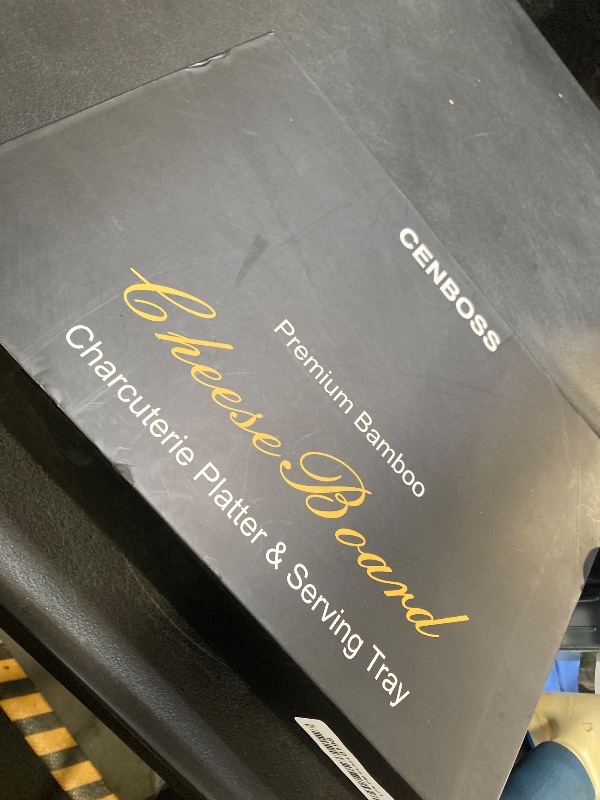 CENBOSS
Premium Bamboo
Cheese Board
Charcuterie Platter & Serving Tray